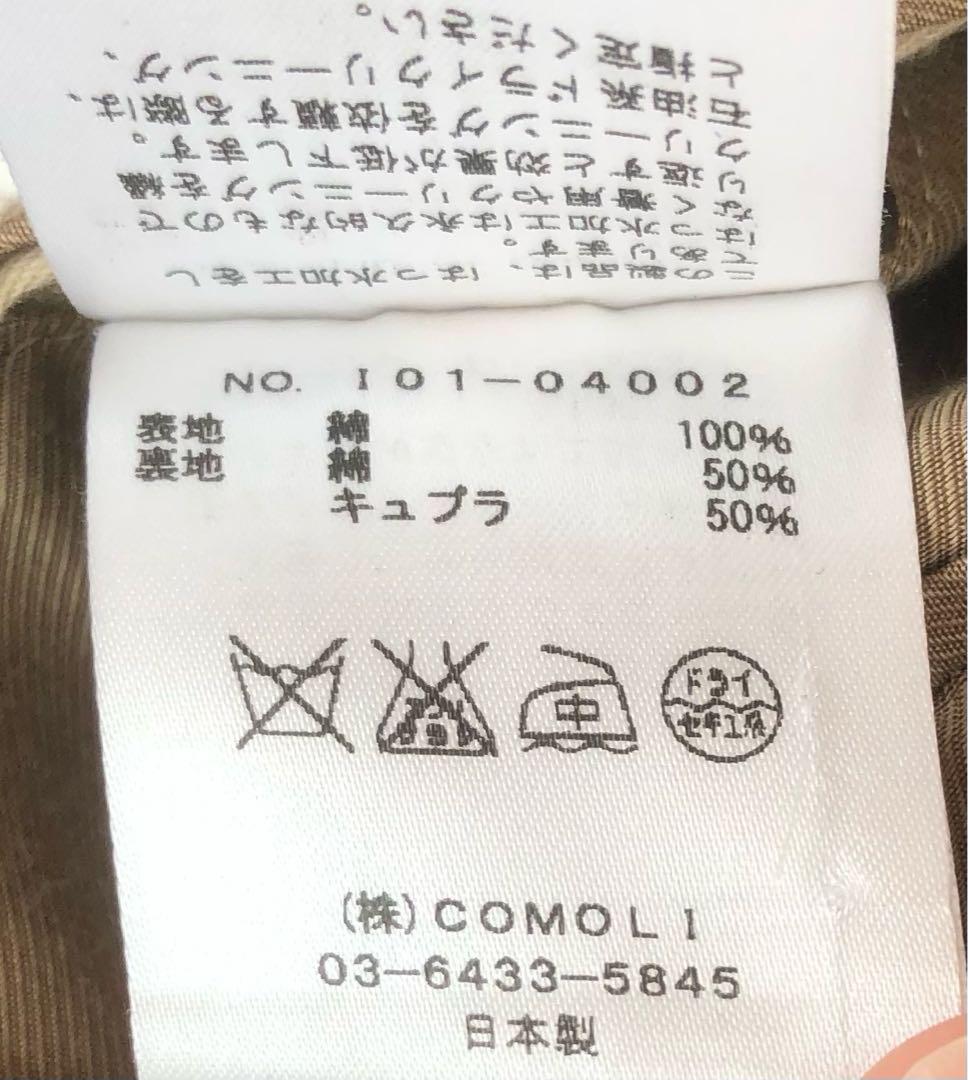 この製品は、はっ水加工をし
てあります。
はっ水加工は永久的なもので
なく着用やクリーニングを繰
り返すと効果が低下します。
クリーニングを依頼する際は、
石油系ドライクリーニング、
と指定ください。
NO. I01-04002
表地 綿 100%
裏地 綿 50%
キュプラ 50%
中
ドライ
セキユ系
(株)COMOLI
03-6433-5845
日本製